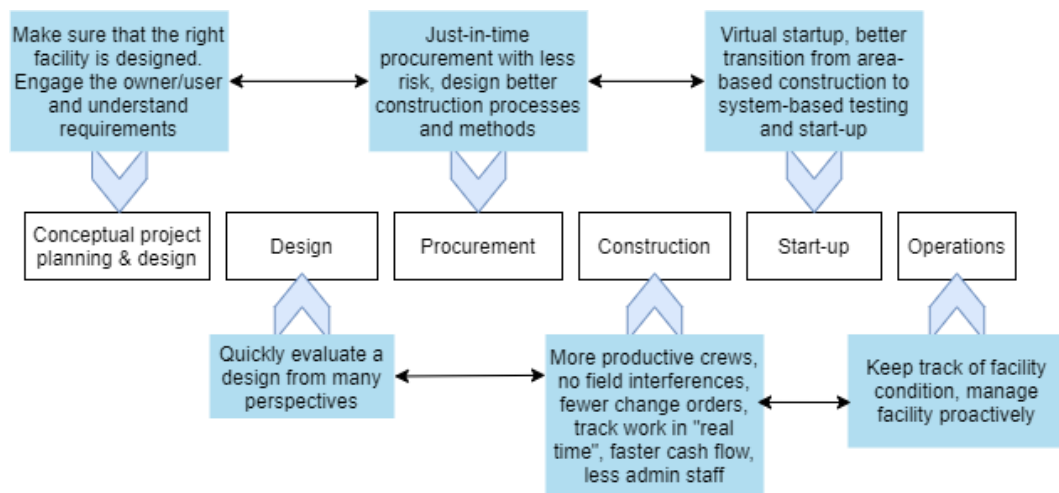 Make sure that the right
facility is designed.
Engage the owner/user
and understand
requirements
Just-in-time
procurement with less
risk, design better
construction processes
and methods
Virtual startup, better
transition from area-
based construction to
system-based testing
and start-up
Conceptual project
planning & design
Design
Procurement
Construction
Start-up
Operations
Quickly evaluate a
design from many
perspectives
More productive crews,
no field interferences,
fewer change orders,
track work in "real
time", faster cash flow,
less admin staff
Keep track of facility
condition, manage
facility proactively